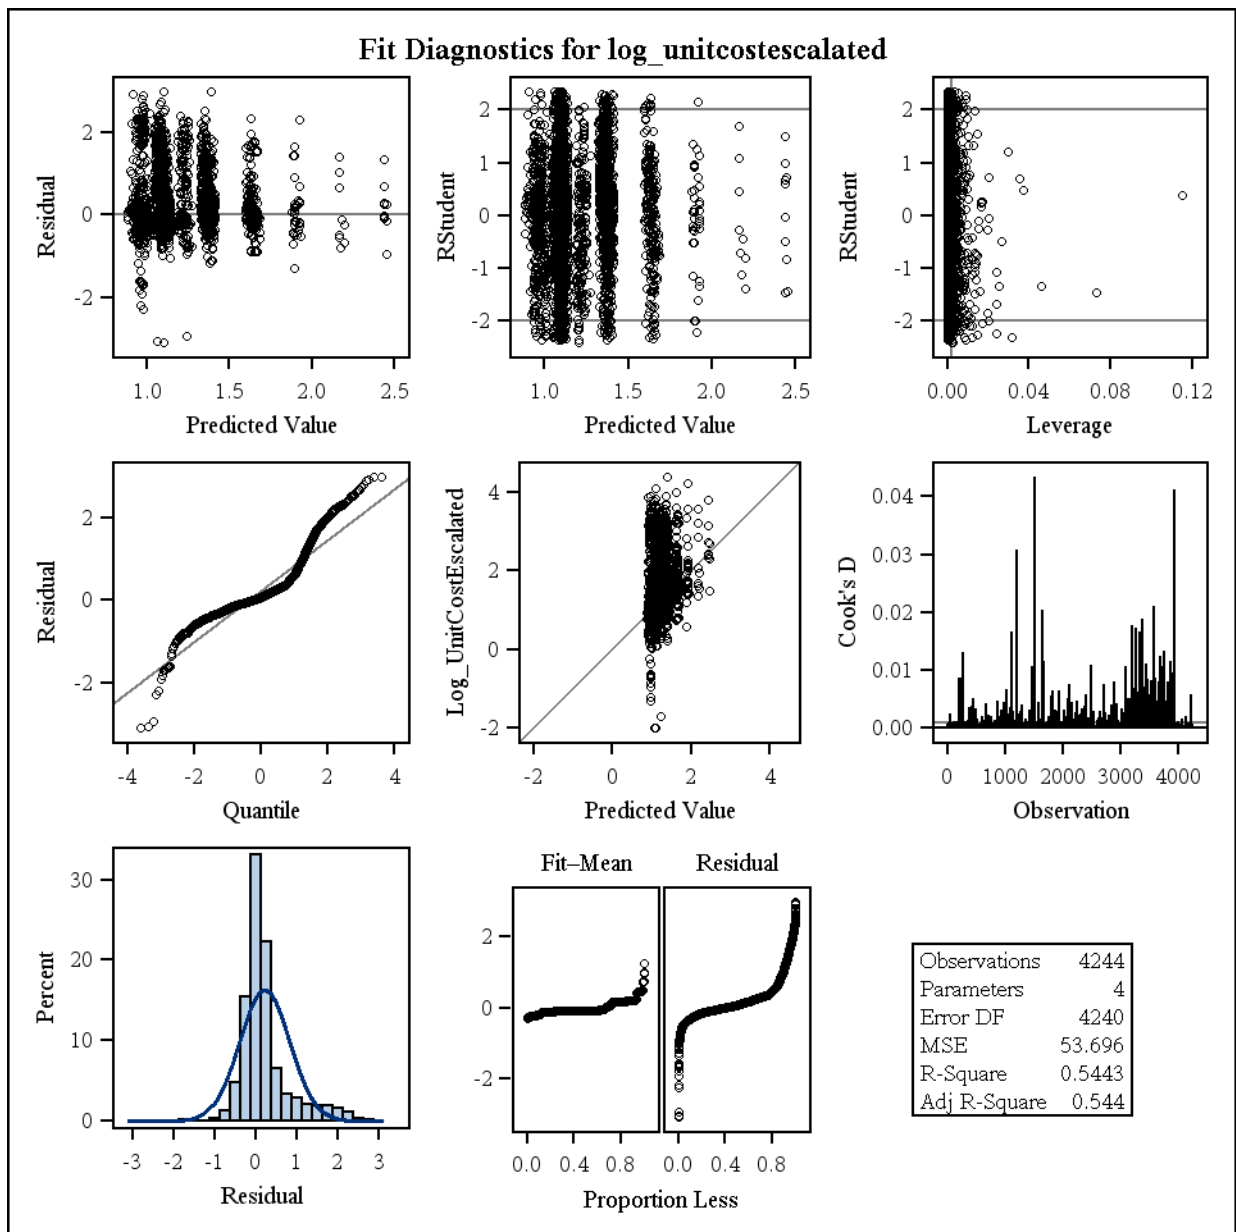 Fit Diagnostics for log_unitcostescalated
Residual
2
0
-2
1.0 1.5 2.0 2.5
Predicted Value
RStudent
2
1
0
-1
-2
1.0 1.5 2.0 2.5
Predicted Value
RStudent
2
1
0
-1
-2
0.00 0.04 0.08 0.12
Leverage
Residual
2
0
-2
-4 -2 0 2 4
Quantile
Log_UnitCostEscalated
4
2
0
-2
-2 0 2 4
Predicted Value
Cook's D
0.04
0.03
0.02
0.01
0.00
0 1000 2000 3000 4000
Observation
Percent
30
20
10
0
-3 -2 -1 0 1 2 3
Residual
Fit–Mean Residual
2
0
-2
0.0 0.4 0.8 0.0 0.4 0.8
Proportion Less
Observations 4244
Parameters 4
Error DF 4240
MSE 53.696
R-Square 0.5443
Adj R-Square 0.544